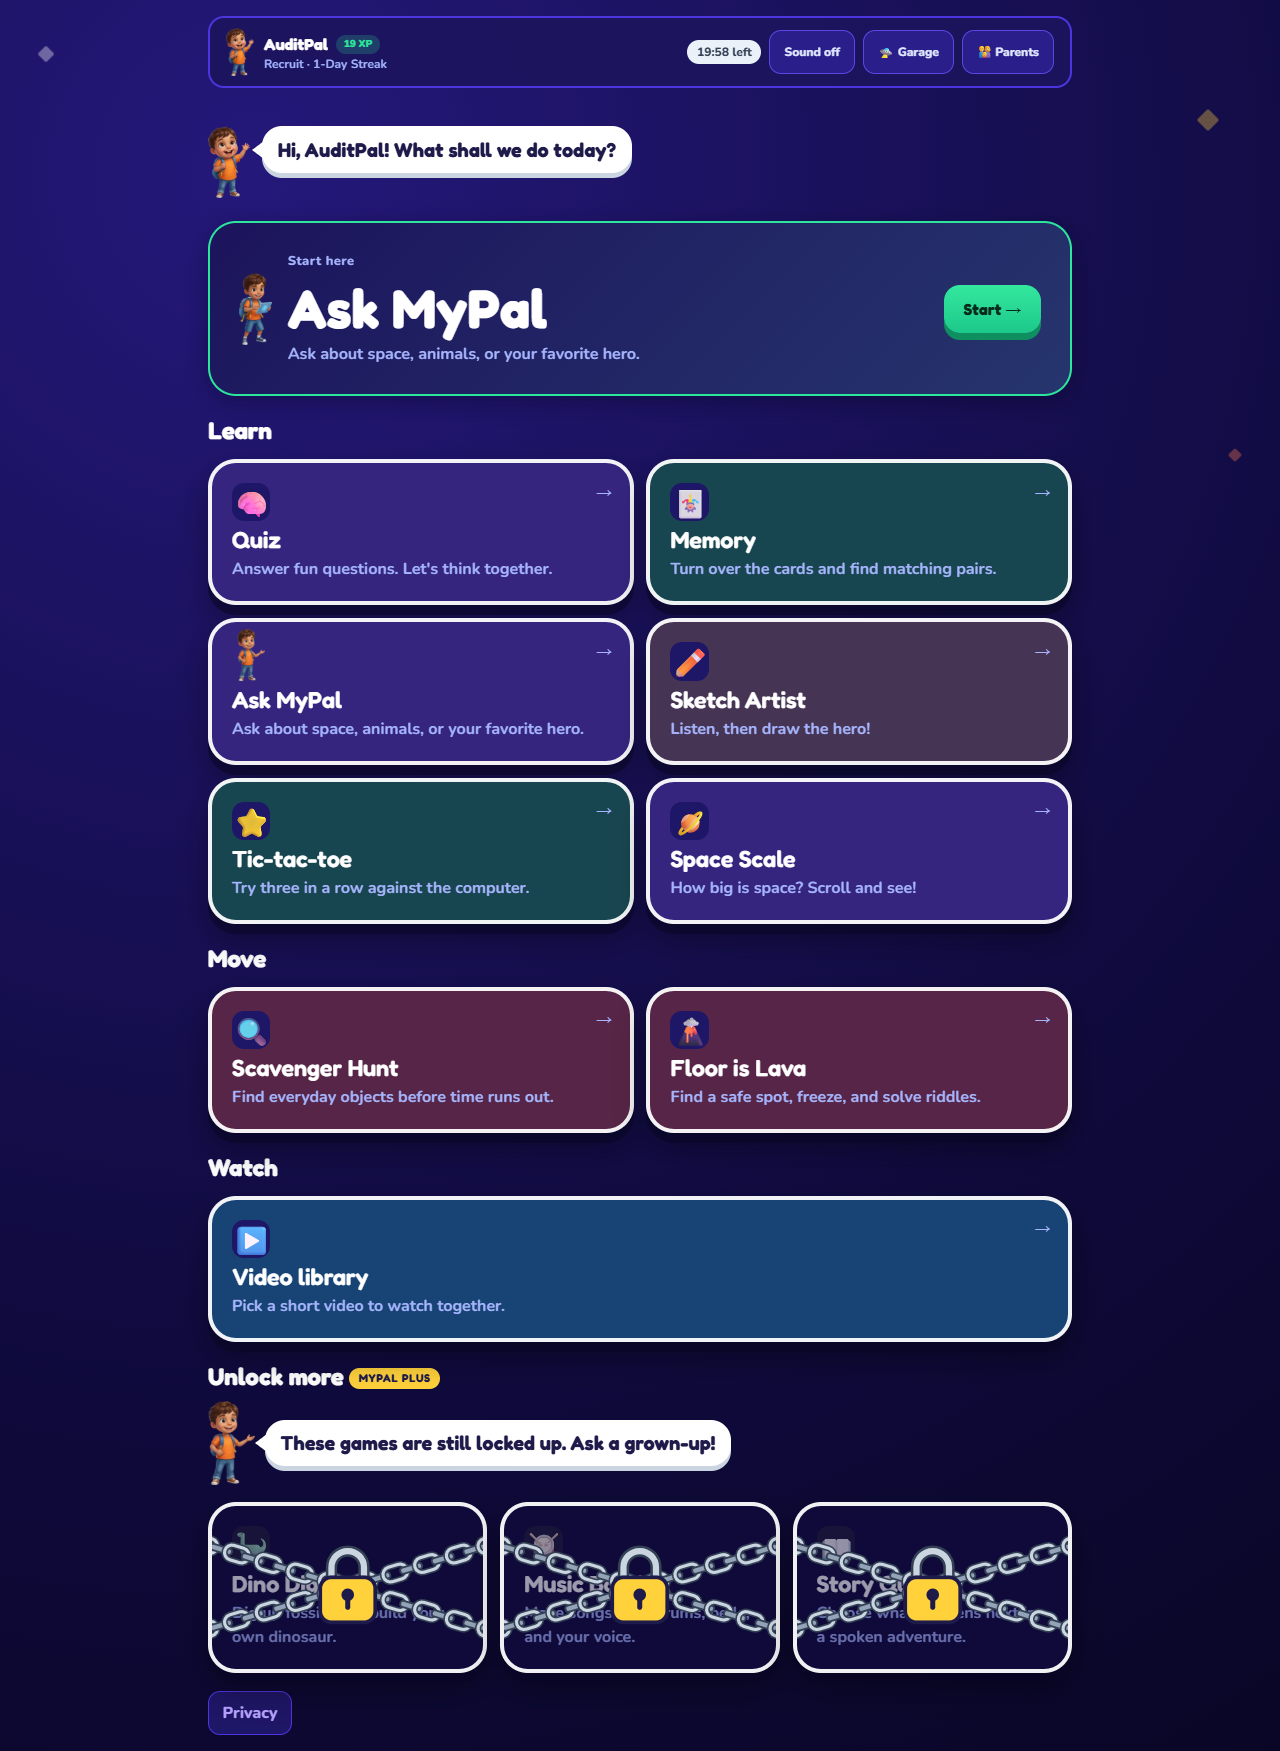 AuditPal 19 XP
Recruit · 1-Day Streak
19:58 left
Sound off
Garage
Parents
Hi, AuditPal! What shall we do today?
Start here
Ask MyPal
Ask about space, animals, or your favorite hero.
Start →
Learn
→
Quiz
Answer fun questions. Let's think together.
→
Memory
Turn over the cards and find matching pairs.
→
Ask MyPal
Ask about space, animals, or your favorite hero.
→
Sketch Artist
Listen, then draw the hero!
→
Tic-tac-toe
Try three in a row against the computer.
→
Space Scale
How big is space? Scroll and see!
Move
→
Scavenger Hunt
Find everyday objects before time runs out.
→
Floor is Lava
Find a safe spot, freeze, and solve riddles.
Watch
→
Video library
Pick a short video to watch together.
Unlock more MYPAL PLUS
These games are still locked up. Ask a grown-up!
Dino
own dinosaur.
Music
songs
and your voice.
Story
a spoken adventure.
Privacy